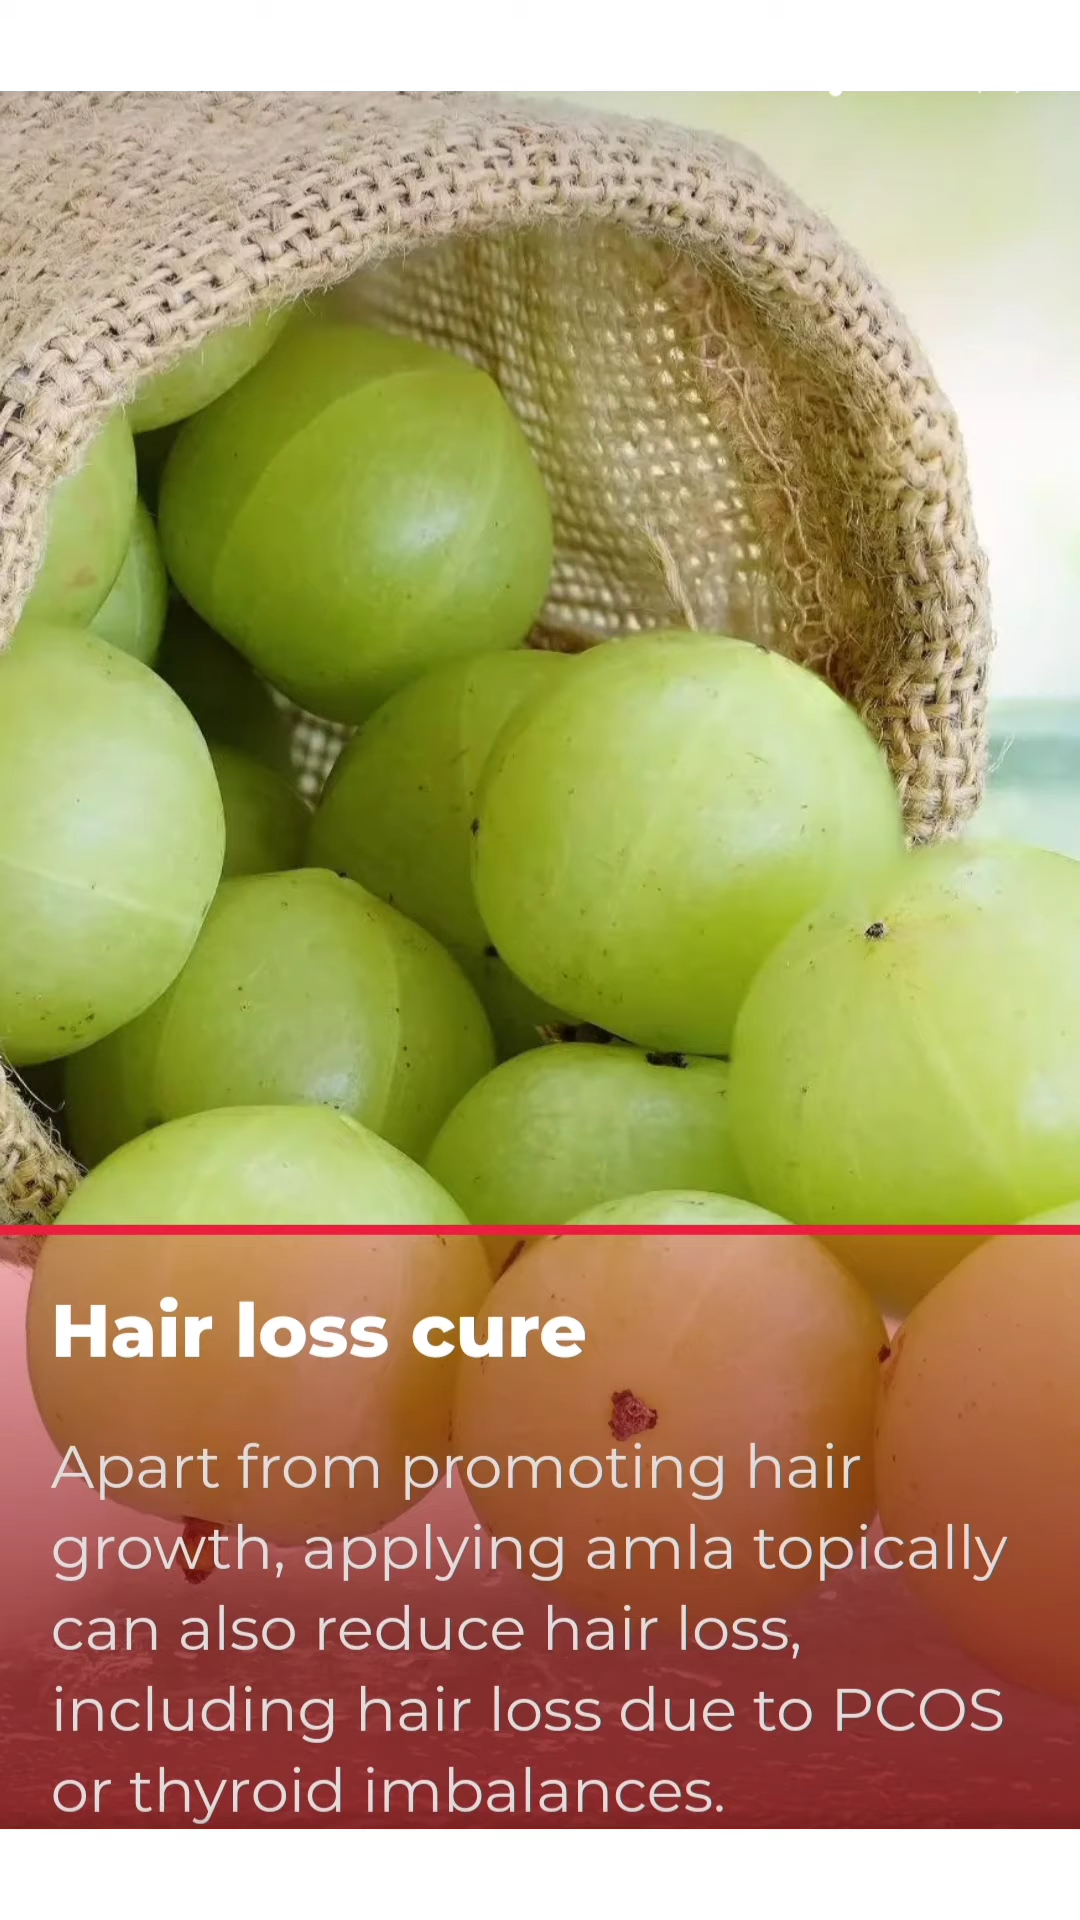 Hair loss cure
Apart from promoting hair
growth, applying amla topically
can also reduce hair loss,
including hair loss due to PCOS
or thyroid imbalances.